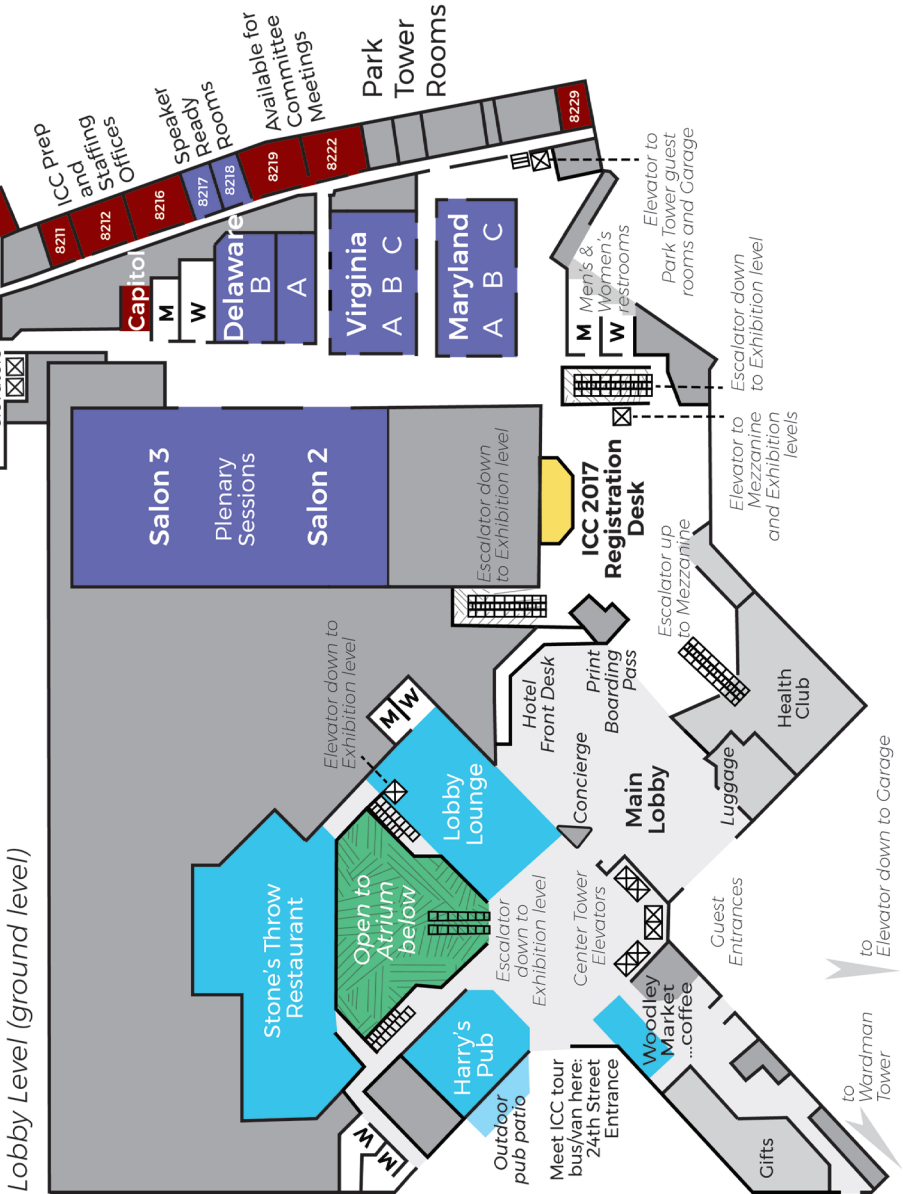 Lobby Level (ground level)
ICC Prep
and
Staffing
Offices
Speaker
Ready
Rooms
Available for
Committee
Meetings
Park
Tower
Rooms
8211
8212
8216
8217
8218
8219
8222
8229
Capitol
M
W
Delaware
B
A
Virginia
A B C
Maryland
A B C
M
W
Men's &
Women's
restrooms
Elevator to
Park Tower guest
rooms and Garage
Escalator down
to Exhibition level
Elevator to
Mezzanine
and Exhibition
levels
Salon 3
Plenary
Sessions
Salon 2
Escalator down
to Exhibition level
ICC 2017
Registration
Desk
Escalator up
to Mezzanine
Elevator down to
Exhibition level
M
W
Hotel
Front Desk
Print
Boarding
Pass
Health
Club
Luggage
Lobby
Lounge
Concierge
Main
Lobby
Stone's Throw
Restaurant
Open to
Atrium
below
Escalator
down to
Exhibition level
Center Tower
Elevators
Guest
Entrances
to
Elevator down to Garage
Harry's
Pub
Woodley
Market
...coffee
Outdoor
pub patio
Meet ICC tour
bus/van here:
24th Street
Entrance
M
W
Gifts
to
Wardman
Tower